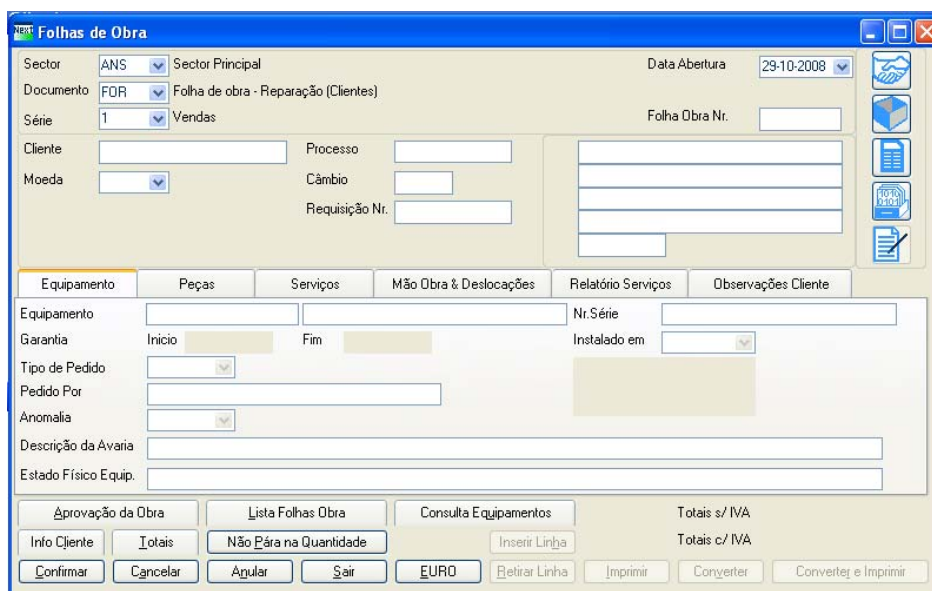 Next Folhas de Obra
Sector ANS Sector Principal Data Abertura 29-10-2008
Documento FOR Folha de obra - Reparação (Clientes)
Série 1 Vendas Folha Obra Nr.
Cliente Processo
Moeda Câmbio
Requisição Nr.
Equipamento Peças Serviços Mão Obra & Deslocações Relatório Serviços Observações Cliente
Equipamento Nr.Série
Garantia Inicio Fim Instalado em
Tipo de Pedido
Pedido Por
Anomalia
Descrição da Avaria
Estado Físico Equip.
Aprovação da Obra Lista Folhas Obra Consulta Equipamentos Totais s/ IVA
Info Cliente Totais Não Pára na Quantidade Inserir Linha Totais c/ IVA
Confirmar Cancelar Anular Sair EURO Retirar Linha Imprimir Converter Converter e Imprimir